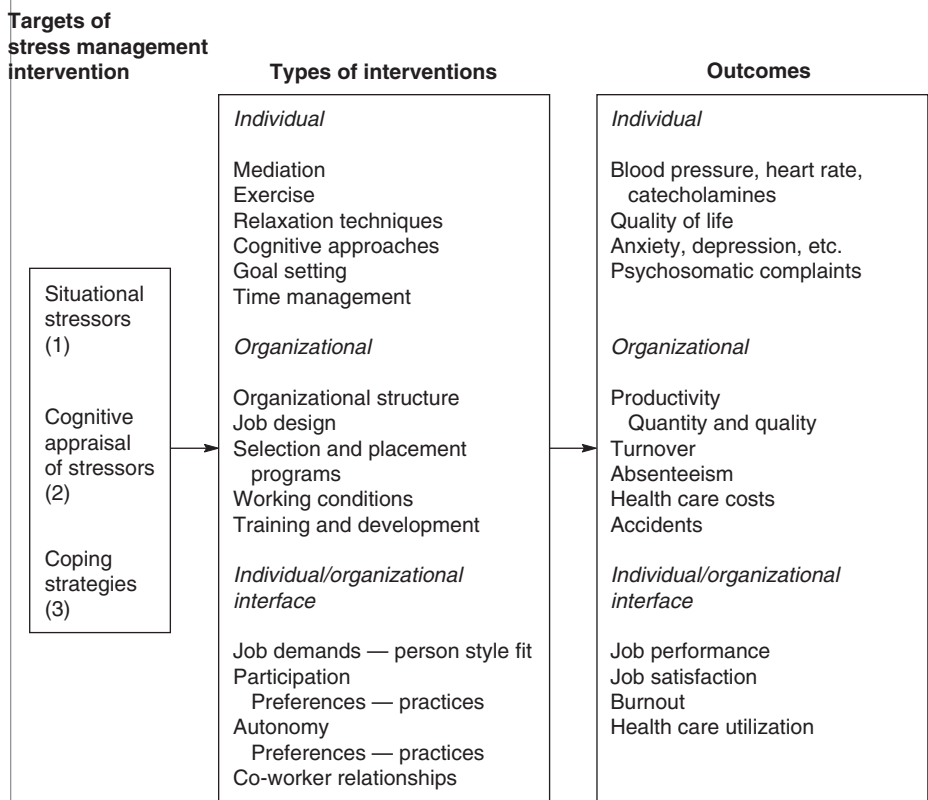 Targets of
stress management
intervention
Types of interventions
Outcomes
Situational
stressors
(1)
Cognitive
appraisal
of stressors
(2)
Coping
strategies
(3)
Individual
Mediation
Exercise
Relaxation techniques
Cognitive approaches
Goal setting
Time management
Organizational
Organizational structure
Job design
Selection and placement
programs
Working conditions
Training and development
Individual/organizational
interface
Job demands — person style fit
Participation
Preferences — practices
Autonomy
Preferences — practices
Co-worker relationships
Individual
Blood pressure, heart rate,
catecholamines
Quality of life
Anxiety, depression, etc.
Psychosomatic complaints
Organizational
Productivity
Quantity and quality
Turnover
Absenteeism
Health care costs
Accidents
Individual/organizational
interface
Job performance
Job satisfaction
Burnout
Health care utilization